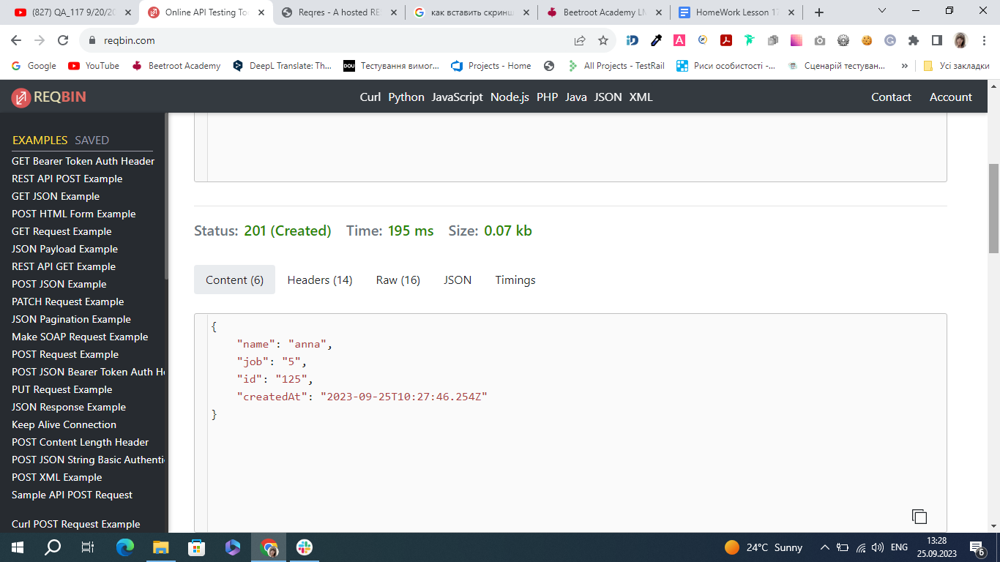 (827) QA_117 9/20/20
Online API Testing To
Reqres - A hosted RE
как вставить скринш
Beetroot Academy LM
HomeWork Lesson 17
reqbin.com
Google
YouTube
Beetroot Academy
DeepL Translate: Th...
DOU
Тестування вимог...
Projects - Home
All Projects - TestRail
Риси особистості -...
Сценарій тестуван...
»
Усі закладки
REQBIN
Curl Python JavaScript Node.js PHP Java JSON XML
Contact Account
EXAMPLES SAVED
GET Bearer Token Auth Header
REST API POST Example
GET JSON Example
POST HTML Form Example
GET Request Example
JSON Payload Example
REST API GET Example
POST JSON Example
PATCH Request Example
JSON Pagination Example
Make SOAP Request Example
POST Request Example
POST JSON Bearer Token Auth He
PUT Request Example
JSON Response Example
Keep Alive Connection
POST Content Length Header
POST JSON String Basic Authenti
POST XML Example
Sample API POST Request
Curl POST Request Example
Status: 201 (Created) Time: 195 ms Size: 0.07 kb
Content (6) Headers (14) Raw (16) JSON Timings
{
"name": "anna",
"job": "5",
"id": "125",
"createdAt": "2023-09-25T10:27:46.254Z"
}
24°C Sunny
ENG
13:28
25.09.2023
6